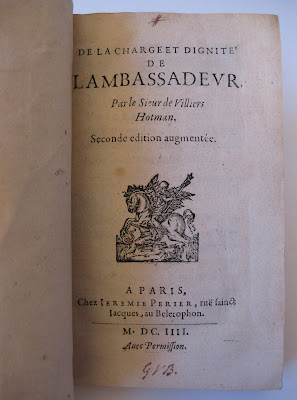 DE LA CHARGE ET DIGNITE'
DE
LAMBASSADEVR.
Par le Sieur de Villiers
Hotman.
Seconde edition augmentée.
A PARIS,
Chez IEREMIE PERIER, ruë sainct
Iacques, au Belerophon.
M. DC. IIII.
Auec Permission.
GVB.